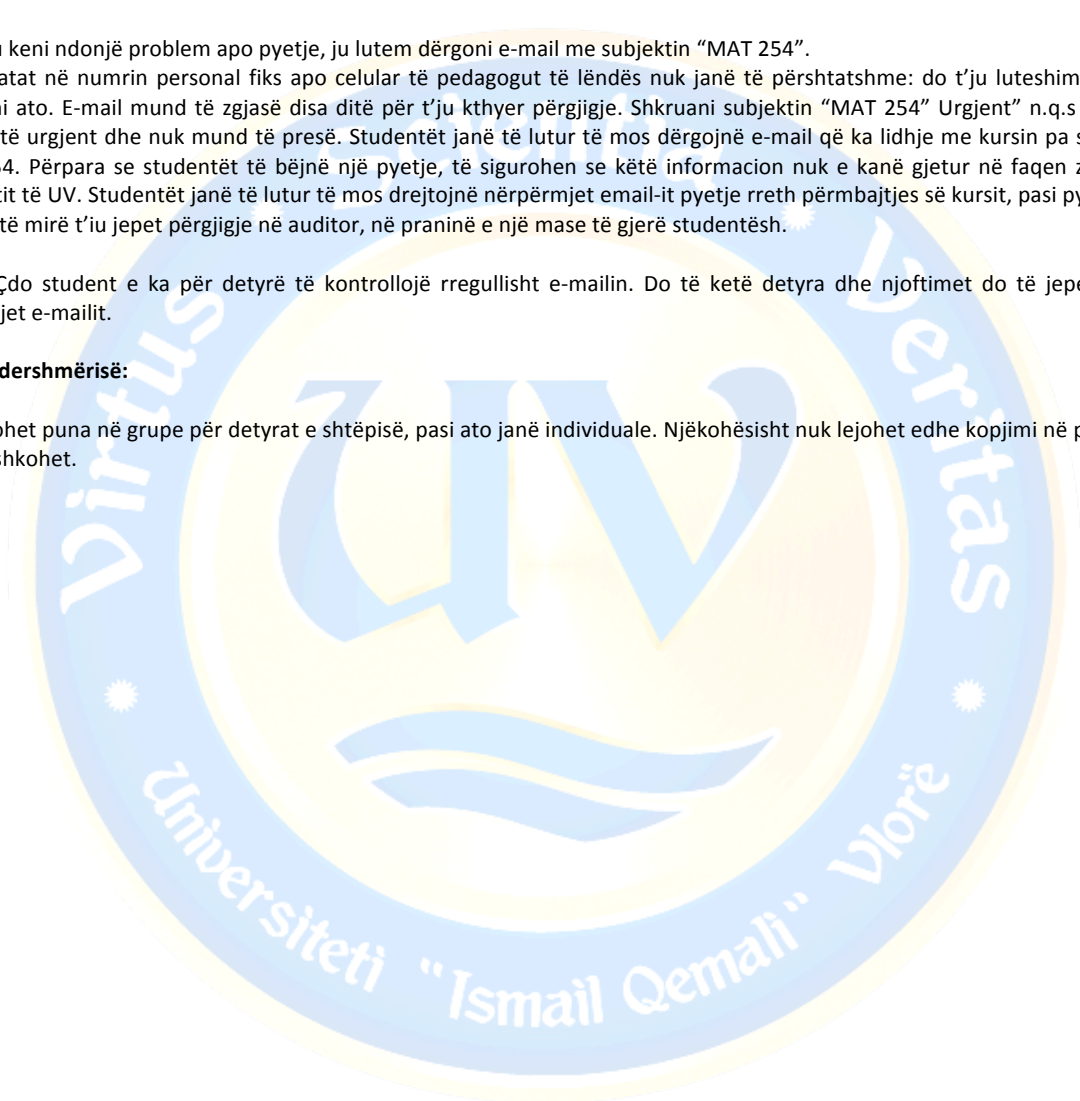 u keni ndonjë problem apo pyetje, ju lutem dërgoni e-mail me subjektin “MAT 254”.
atat në numrin personal fiks apo celular të pedagogut të lëndës nuk janë të përshtatshme: do t’ju luteshim
ni ato. E-mail mund të zgjasë disa ditë për t’ju kthyer përgjigje. Shkruani subjektin “MAT 254” Urgjent” n.q.s
të urgjent dhe nuk mund të presë. Studentët janë të lutur të mos dërgojnë e-mail që ka lidhje me kursin pa s
54. Përpara se studentët të bëjnë një pyetje, të sigurohen se këtë informacion nuk e kanë gjetur në faqen z
tit të UV. Studentët janë të lutur të mos drejtojnë nërpërmjet email-it pyetje rreth përmbajtjes së kursit, pasi py
të mirë t’iu jepet përgjigje në auditor, në praninë e një mase të gjerë studentësh.
Çdo student e ka për detyrë të kontrollojë rregullisht e-mailin. Do të ketë detyra dhe njoftimet do të jepe
jet e-mailit.
dershmërisë:
ohet puna në grupe për detyrat e shtëpisë, pasi ato janë individuale. Njëkohësisht nuk lejohet edhe kopjimi në p
shkohet.
Scientia
Virtus
Veritas
UV
Universiteti "Ismail Qemali" Vlorë